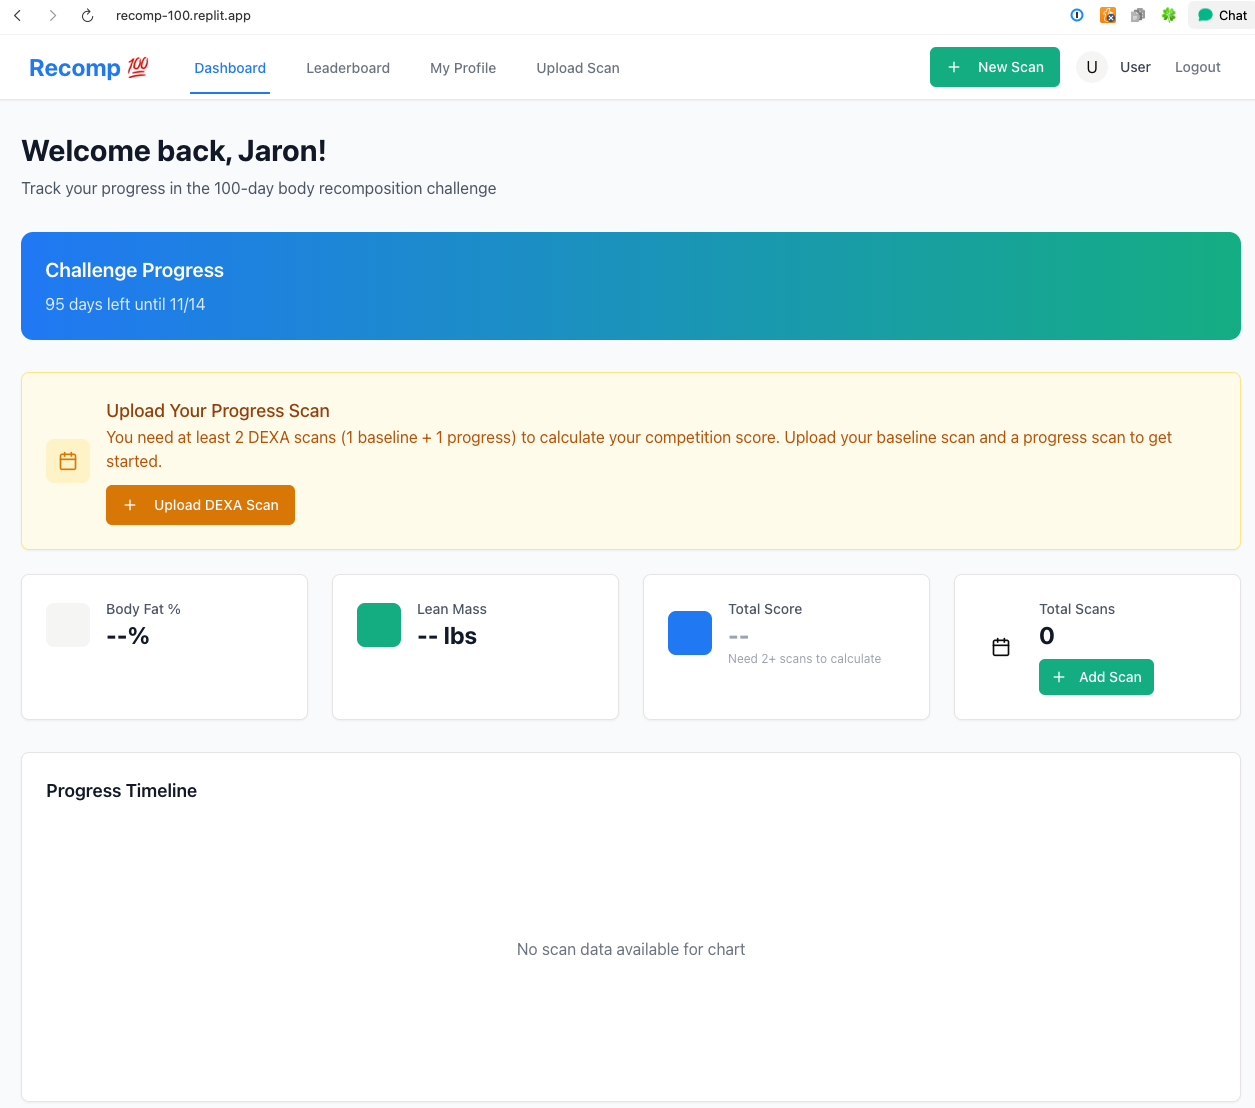 recomp-100.replit.app
Chat
Recomp 💯
Dashboard
Leaderboard
My Profile
Upload Scan
+ New Scan
U
User
Logout
Welcome back, Jaron!
Track your progress in the 100-day body recomposition challenge
Challenge Progress
95 days left until 11/14
Upload Your Progress Scan
You need at least 2 DEXA scans (1 baseline + 1 progress) to calculate your competition score. Upload your baseline scan and a progress scan to get
started.
+ Upload DEXA Scan
Body Fat %
--%
Lean Mass
-- lbs
Total Score
--
Need 2+ scans to calculate
Total Scans
0
+ Add Scan
Progress Timeline
No scan data available for chart